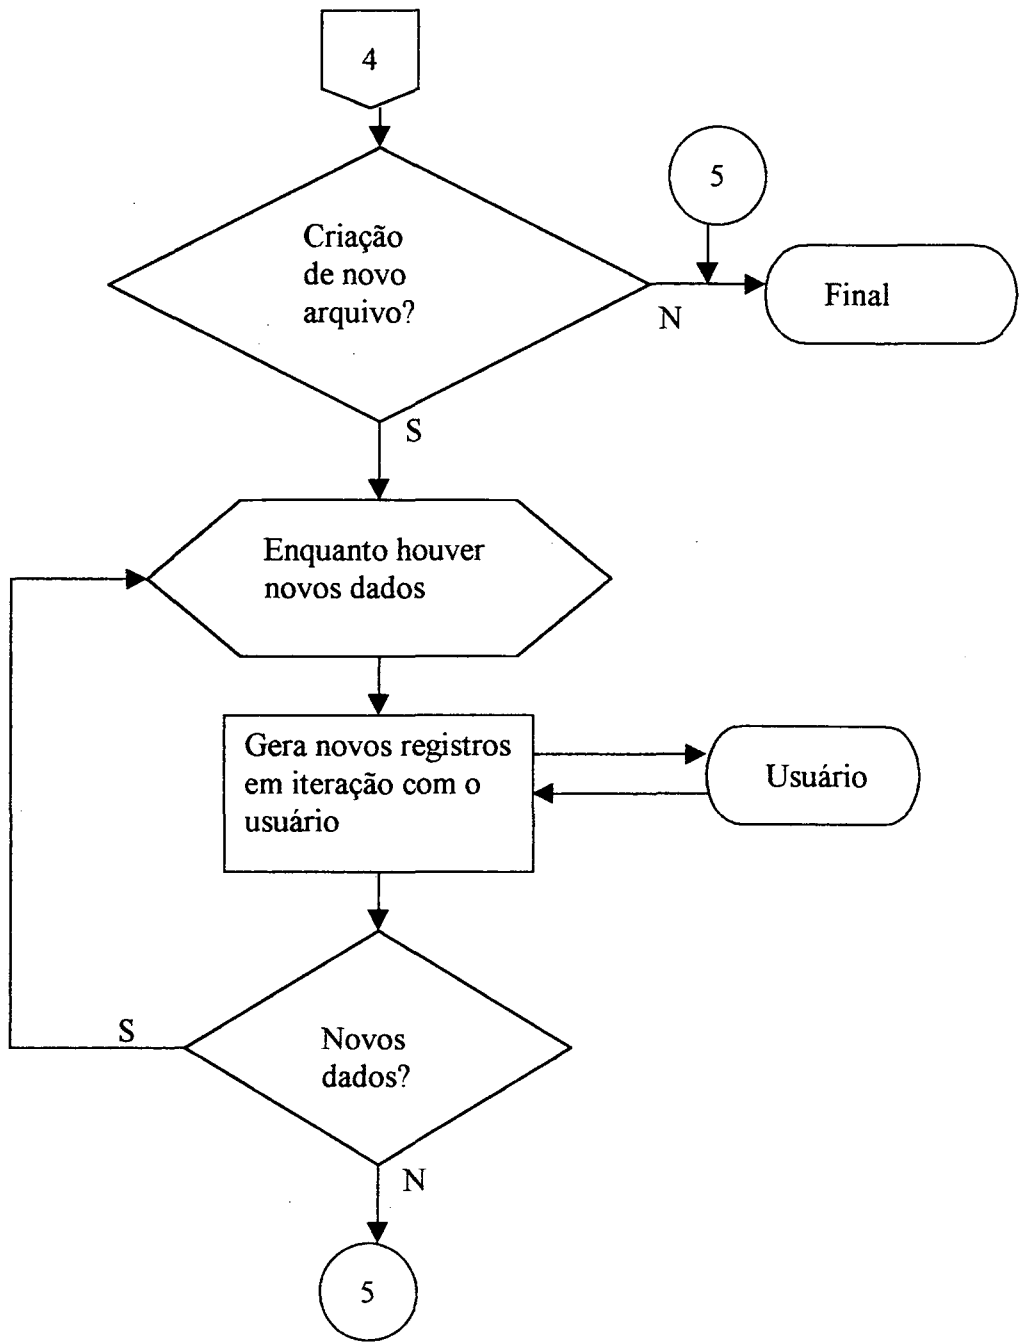 4
5
Criação
de novo
arquivo?
Final
N
S
Enquanto houver
novos dados
Gera novos registros
em iteração com o
usuário
Usuário
S
Novos
dados?
N
5